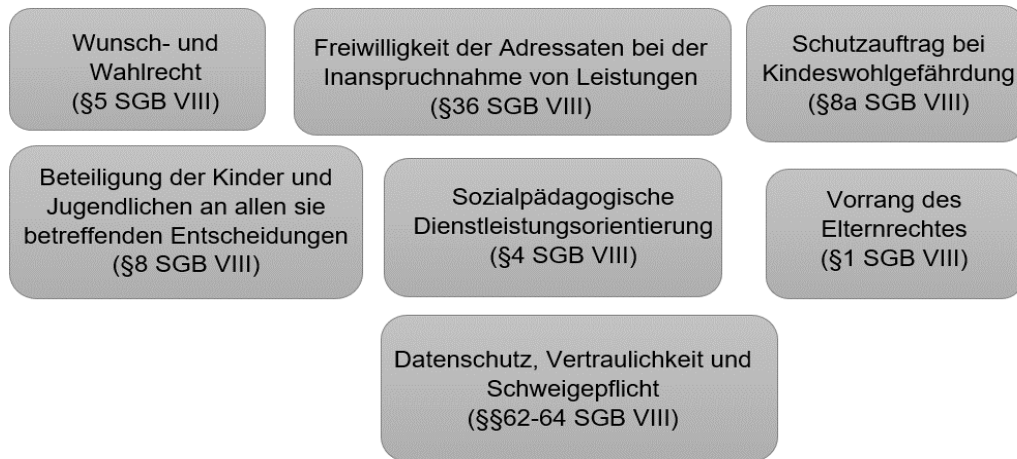 Wunsch- und
Wahlrecht
(§5 SGB VIII)
Freiwilligkeit der Adressaten bei der
Inanspruchnahme von Leistungen
(§36 SGB VIII)
Schutzauftrag bei
Kindeswohlgefährdung
(§8a SGB VIII)
Beteiligung der Kinder und
Jugendlichen an allen sie
betreffenden Entscheidungen
(§8 SGB VIII)
Sozialpädagogische
Dienstleistungsorientierung
(§4 SGB VIII)
Vorrang des
Elternrechtes
(§1 SGB VIII)
Datenschutz, Vertraulichkeit und
Schweigepflicht
(§§62-64 SGB VIII)